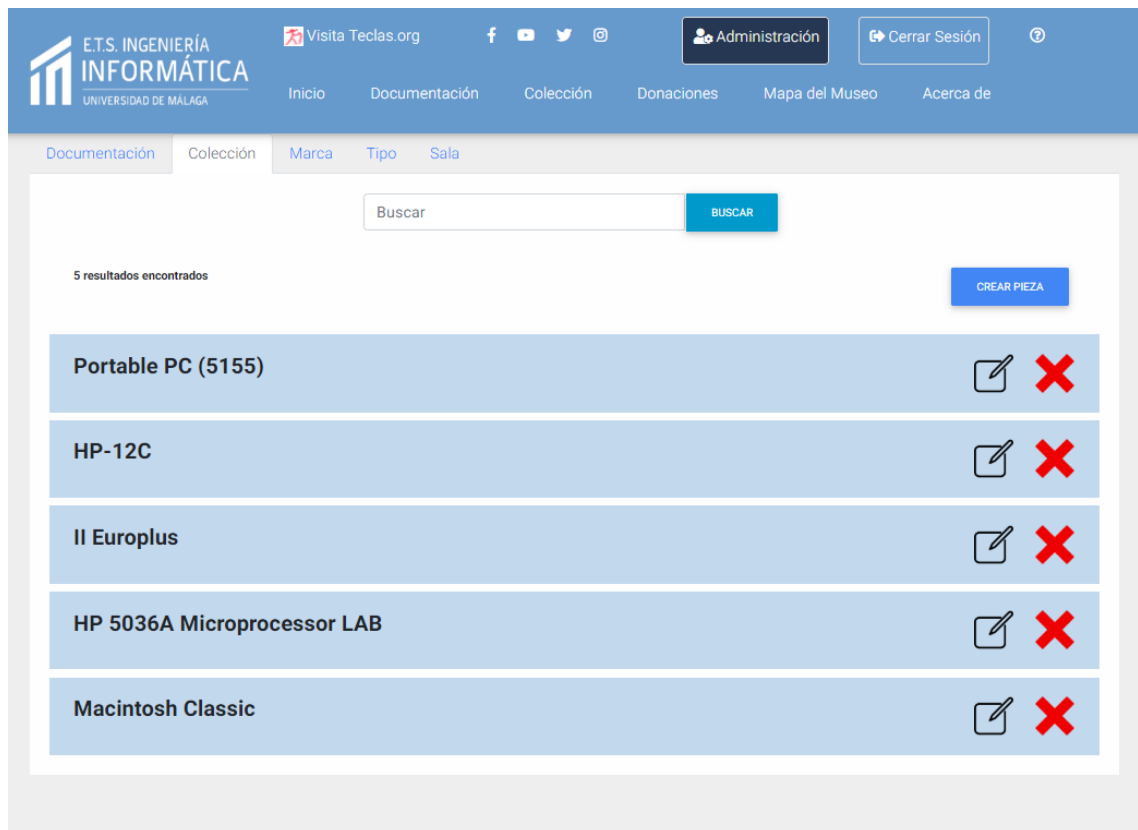 E.T.S. INGENIERÍA
INFORMÁTICA
UNIVERSIDAD DE MÁLAGA
Visita Teclas.org
Administración
Cerrar Sesión
Inicio Documentación Colección Donaciones Mapa del Museo Acerca de
Documentación Colección Marca Tipo Sala
Buscar BUSCAR
5 resultados encontrados
CREAR PIEZA
Portable PC (5155)
HP-12C
II Europlus
HP 5036A Microprocessor LAB
Macintosh Classic